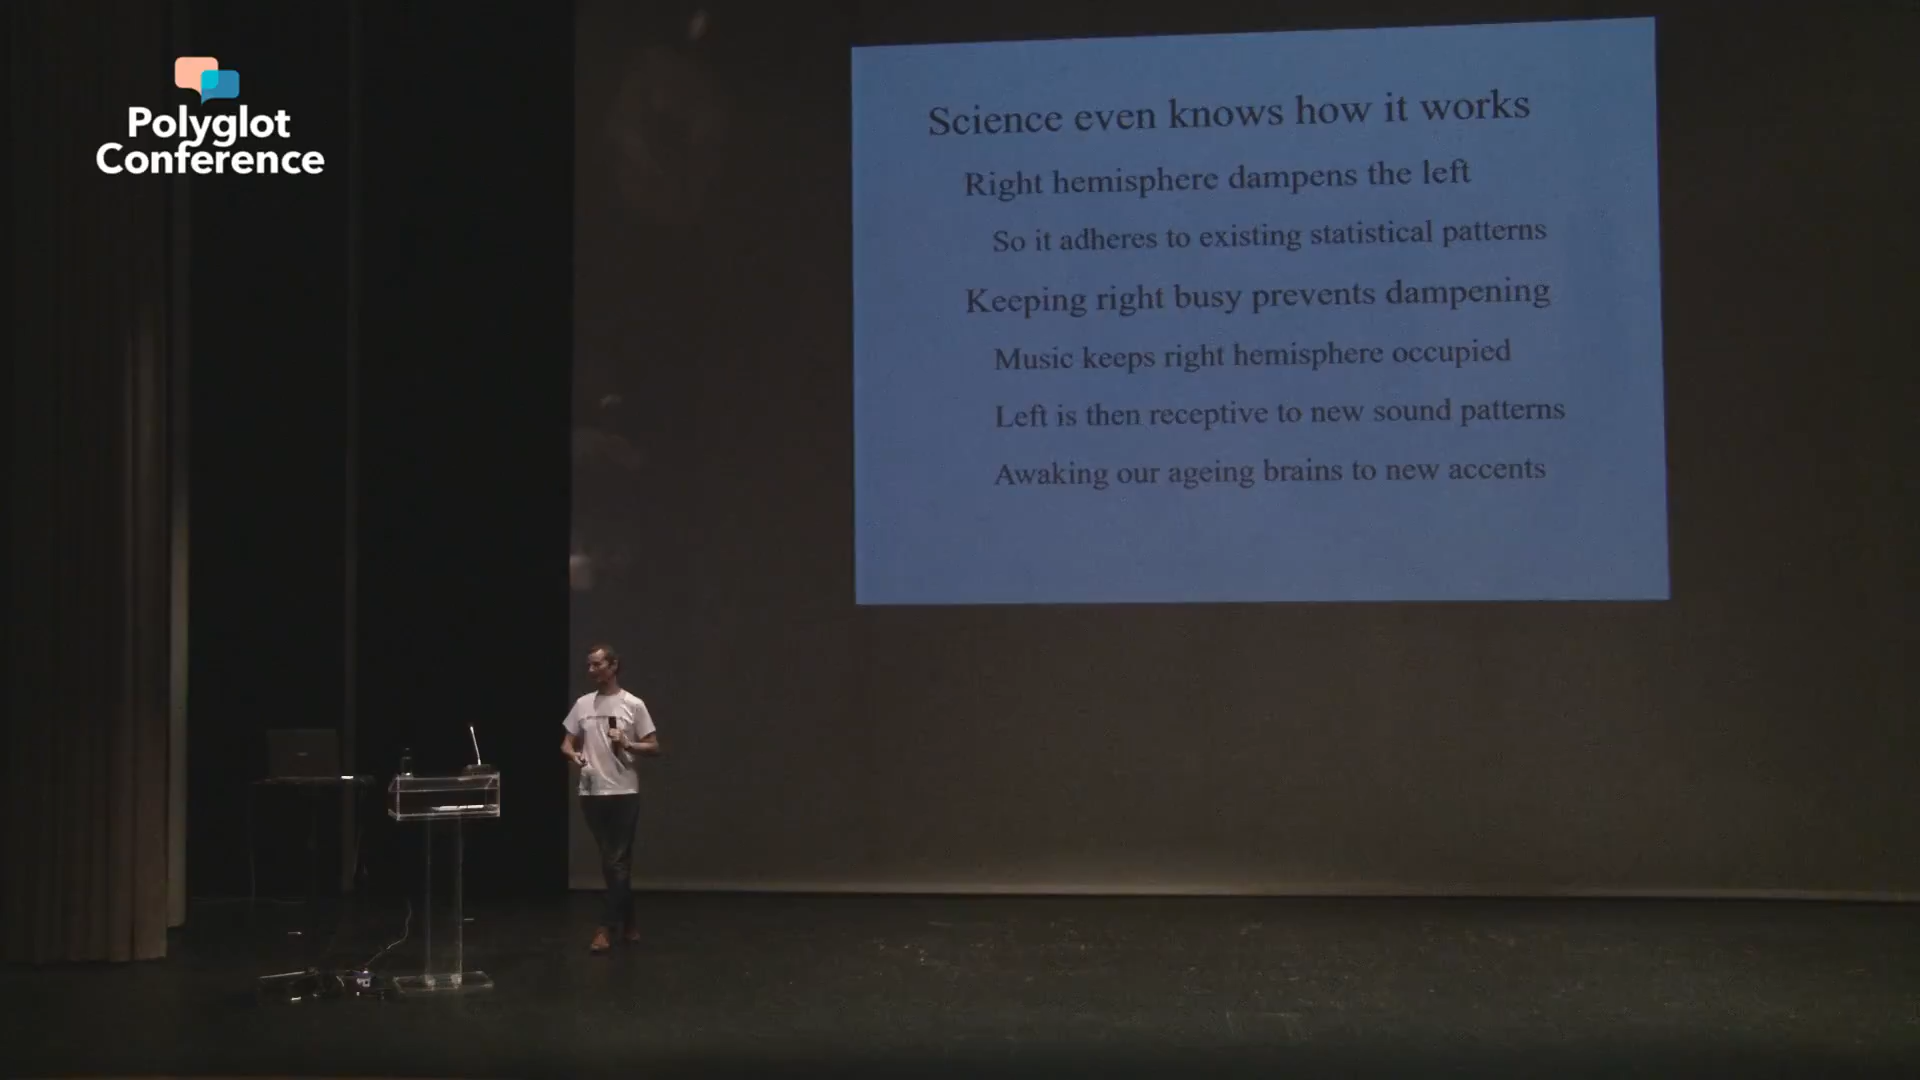 Polyglot
Conference
Science even knows how it works
Right hemisphere dampens the left
So it adheres to existing statistical patterns
Keeping right busy prevents dampening
Music keeps right hemisphere occupied
Left is then receptive to new sound patterns
Awaking our ageing brains to new accents